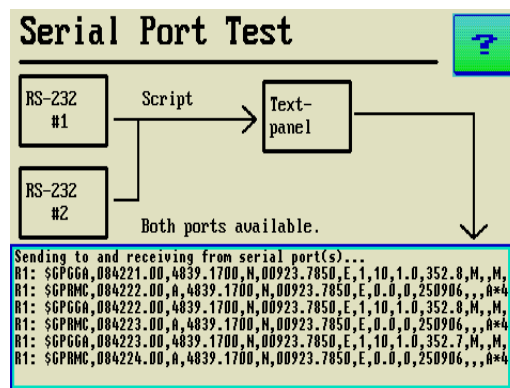 Serial Port Test
?
RS-232
#1
Script
Text-
panel
RS-232
#2
Both ports available.
Sending to and receiving from serial port(s)...
R1: $GPGGA,084221.00,4839.1700,N,00923.7850,E,1,10,1.0,352.8,M,,M,
R1: $GPRMC,084222.00,A,4839.1700,N,00923.7850,E,0.0,0,250906,,,A*4
R1: $GPGGA,084222.00,4839.1700,N,00923.7850,E,1,10,1.0,352.8,M,,M,
R1: $GPRMC,084223.00,A,4839.1700,N,00923.7850,E,0.0,0,250906,,,A*4
R1: $GPGGA,084223.00,4839.1700,N,00923.7850,E,1,10,1.0,352.7,M,,M,
R1: $GPRMC,084224.00,A,4839.1700,N,00923.7850,E,0.0,0,250906,,,A*4